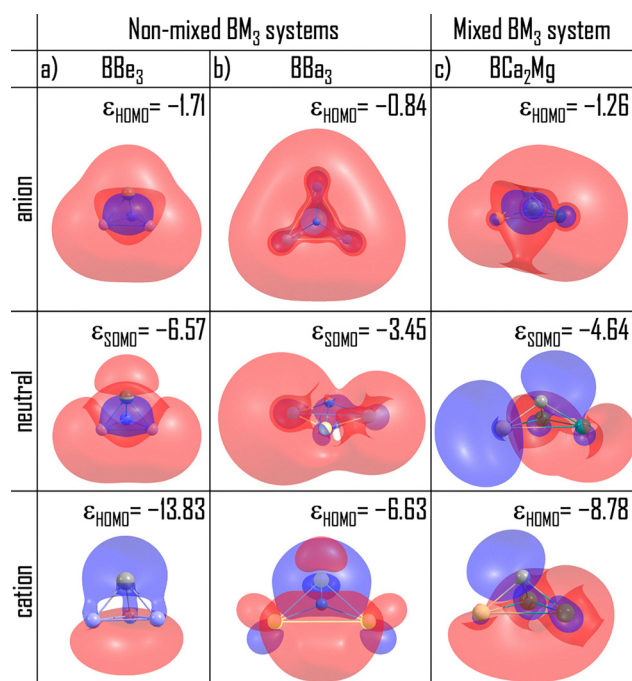 Non-mixed BM₃ systems
Mixed BM₃ system
a) BBe₃
b) BBa₃
c) BCa₂Mg
anion
εHOMO= −1.71
εHOMO= −0.84
εHOMO= −1.26
neutral
εSOMO= −6.57
εSOMO= −3.45
εSOMO= −4.64
cation
εHOMO= −13.83
εHOMO= −6.63
εHOMO= −8.78